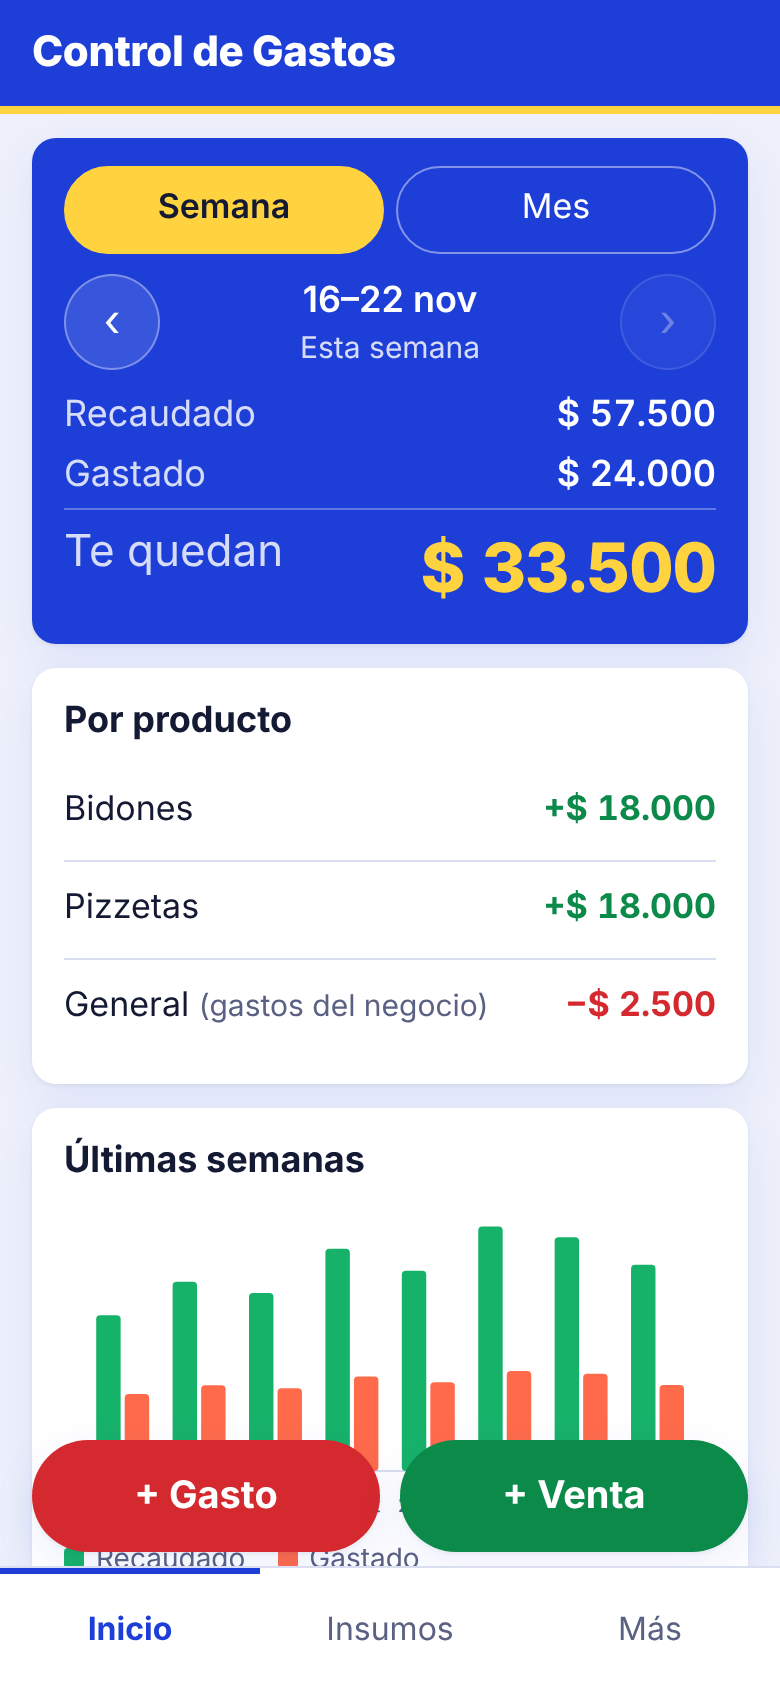 Control de Gastos
Semana
Mes
‹
16–22 nov
›
Esta semana
Recaudado $ 57.500
Gastado $ 24.000
Te quedan $ 33.500
Por producto
Bidones +$ 18.000
Pizzetas +$ 18.000
General (gastos del negocio) −$ 2.500
Últimas semanas
+ Gasto
+ Venta
Recaudado
Gastado
Inicio
Insumos
Más